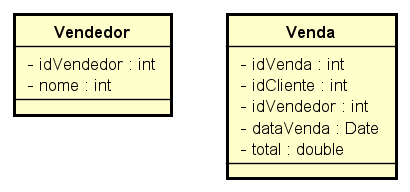 Vendedor
- idVendedor : int
- nome : int
Venda
- idVenda : int
- idCliente : int
- idVendedor : int
- dataVenda : Date
- total : double